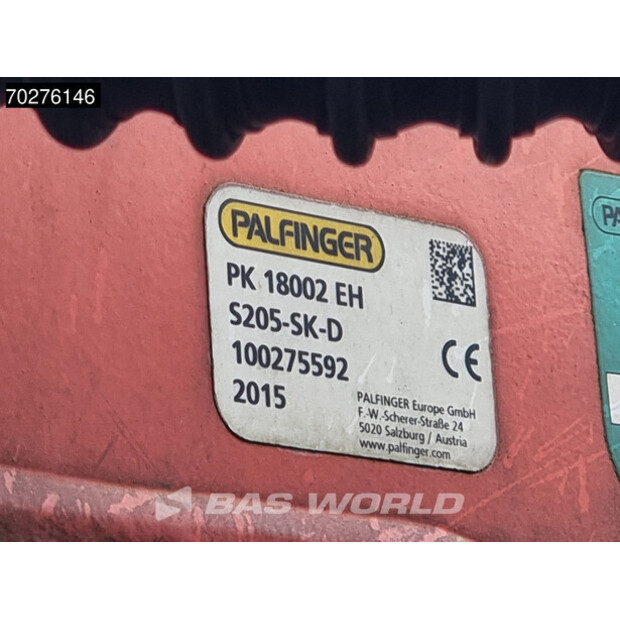 70276146
PALFINGER
PK 18002 EH
S205-SK-D
100275592
2015
CE
PALFINGER Europe GmbH
F.-W.-Scherer-Straße 24
5020 Salzburg / Austria
www.palfinger.com
BAS WORLD